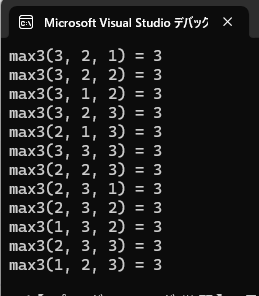 Microsoft Visual Studio デバック
max3(3, 2, 1) = 3
max3(3, 2, 2) = 3
max3(3, 1, 2) = 3
max3(3, 2, 3) = 3
max3(2, 1, 3) = 3
max3(3, 3, 3) = 3
max3(2, 2, 3) = 3
max3(2, 3, 1) = 3
max3(2, 3, 2) = 3
max3(1, 3, 2) = 3
max3(2, 3, 3) = 3
max3(1, 2, 3) = 3